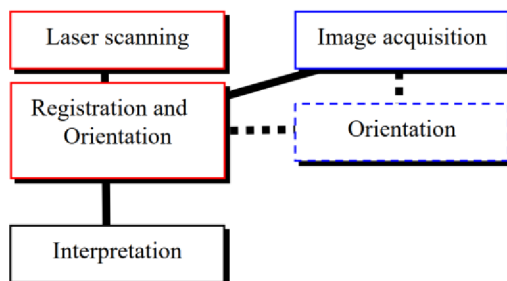 Laser scanning
Image acquisition
Registration and
Orientation
Orientation
Interpretation